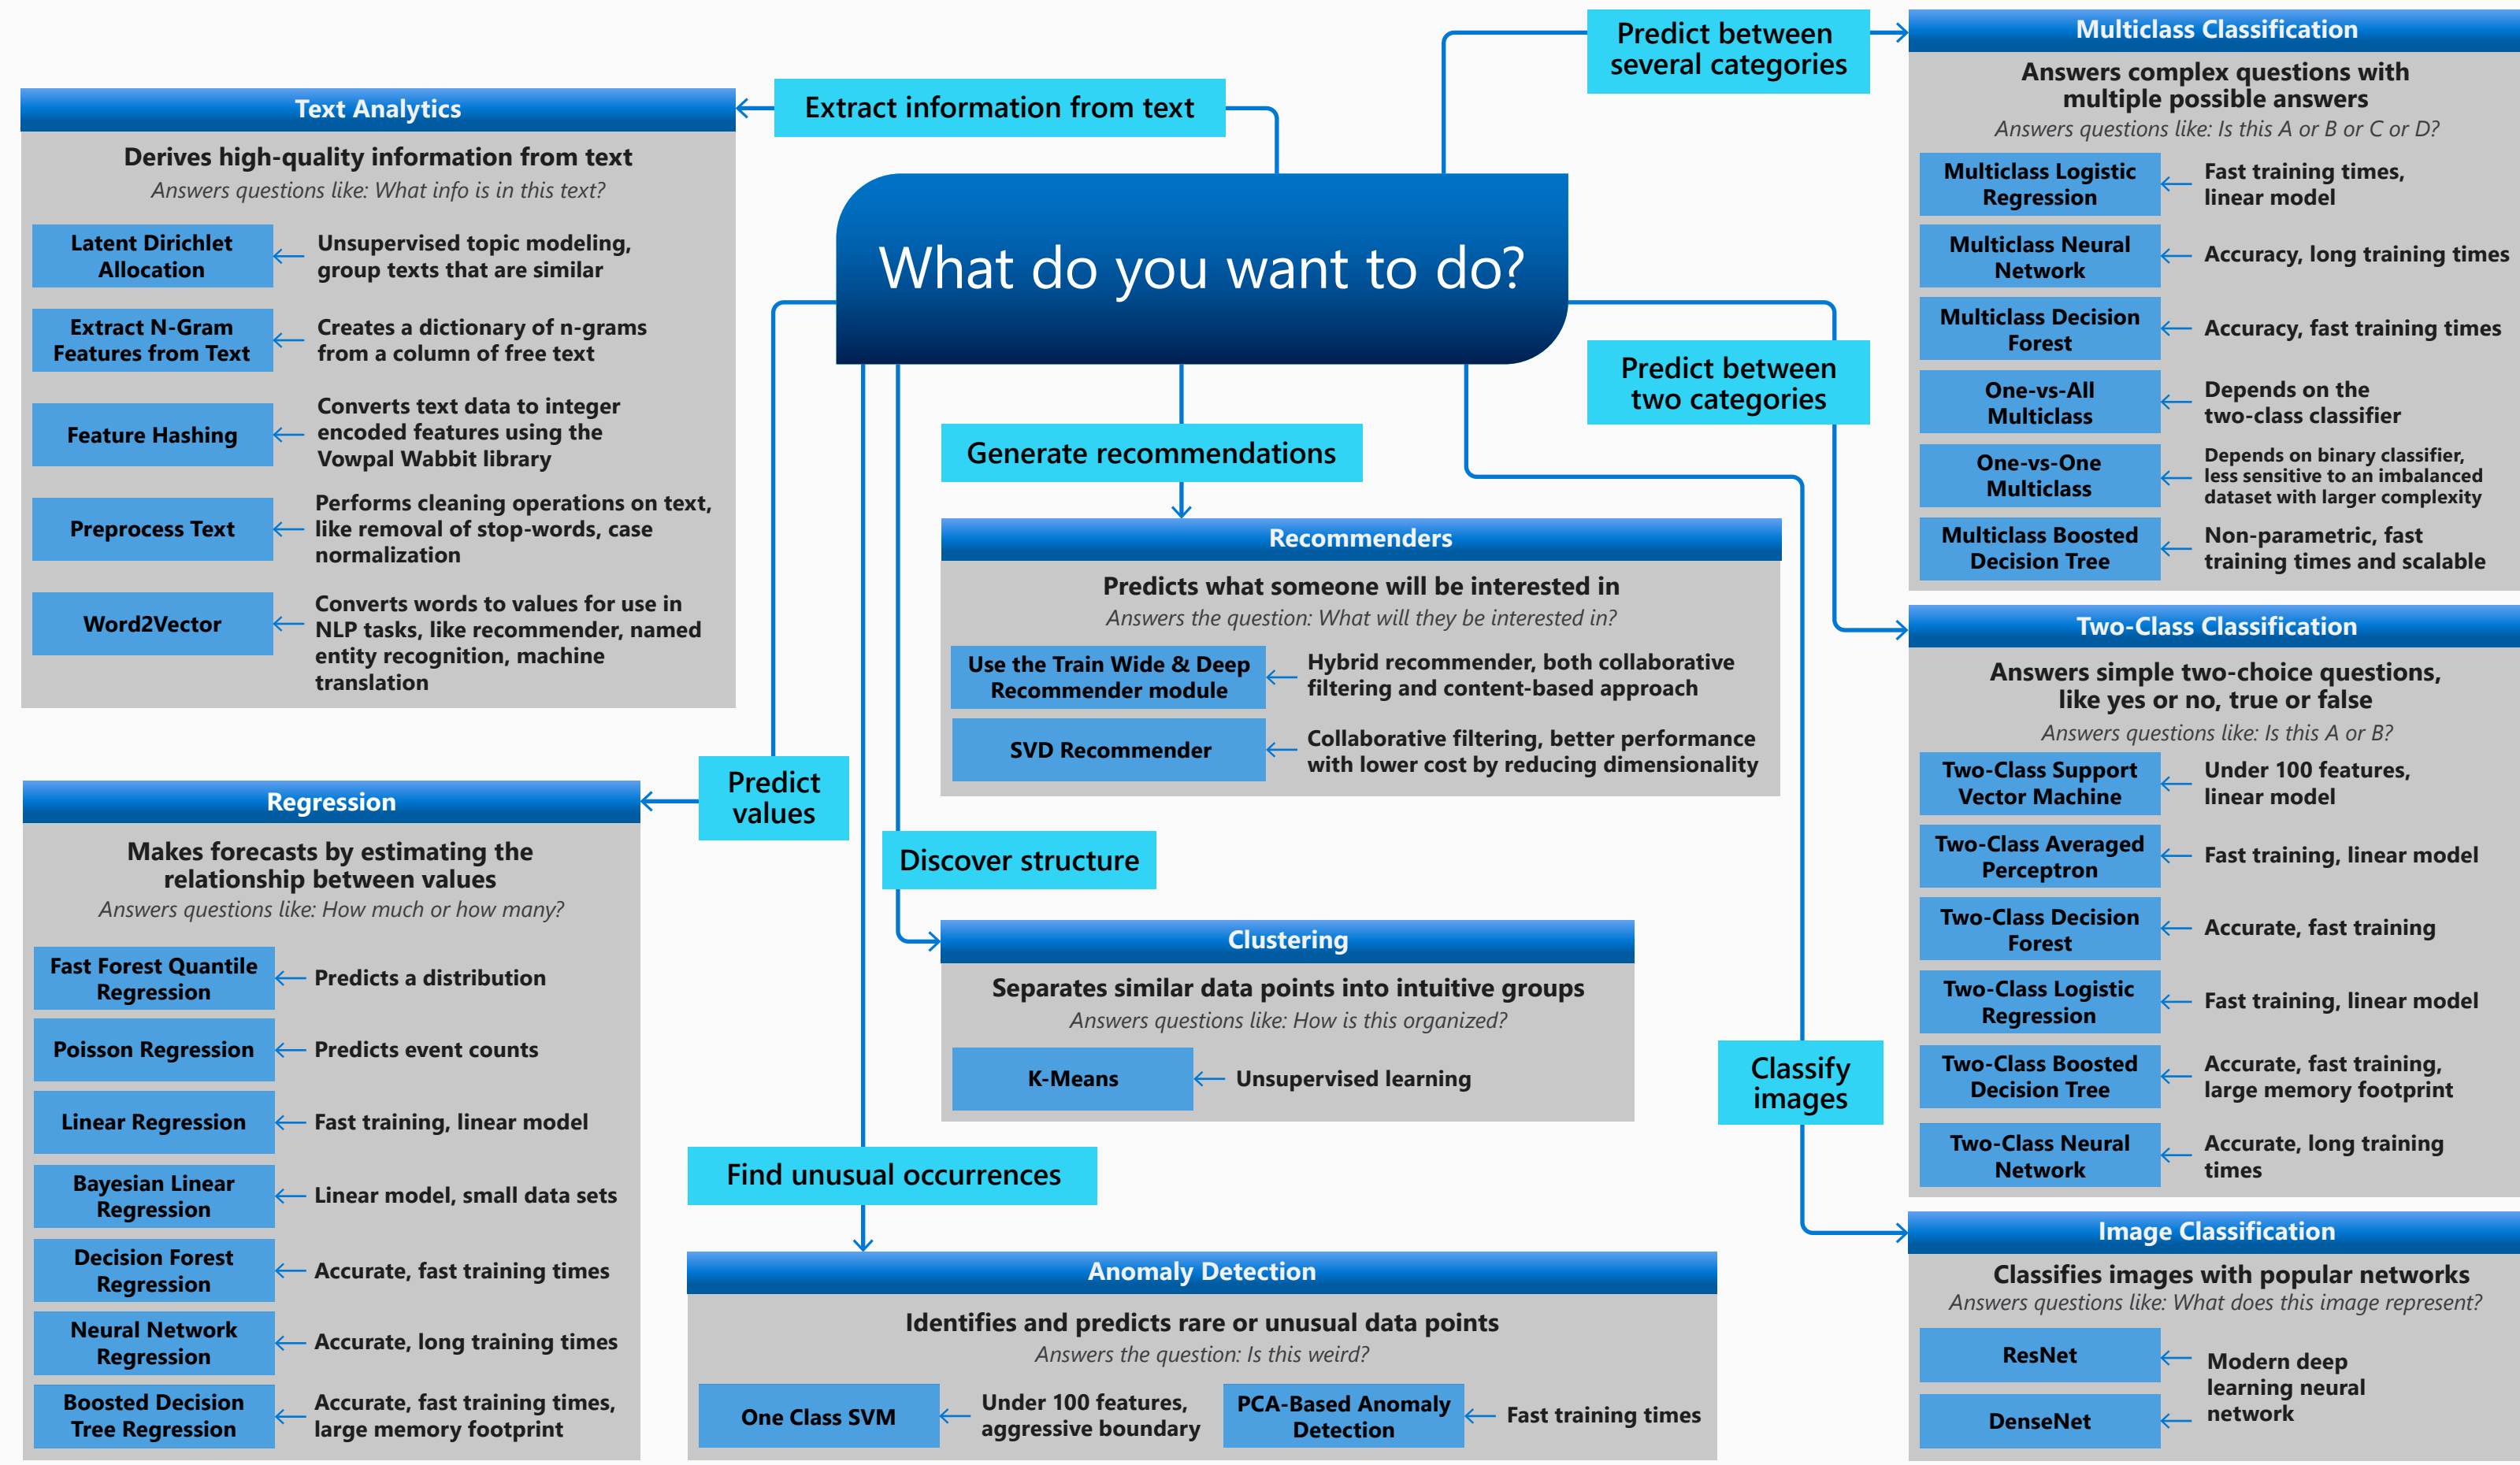 What do you want to do?
Extract information from text
Text Analytics
Derives high-quality information from text
Answers questions like: What info is in this text?
Latent Dirichlet
Allocation
Unsupervised topic modeling,
group texts that are similar
Extract N-Gram
Features from Text
Creates a dictionary of n-grams
from a column of free text
Feature Hashing
Converts text data to integer
encoded features using the
Vowpal Wabbit library
Preprocess Text
Performs cleaning operations on text,
like removal of stop-words, case
normalization
Word2Vector
Converts words to values for use in
NLP tasks, like recommender, named
entity recognition, machine
translation
Predict
values
Regression
Makes forecasts by estimating the
relationship between values
Answers questions like: How much or how many?
Fast Forest Quantile
Regression
Predicts a distribution
Poisson Regression
Predicts event counts
Linear Regression
Fast training, linear model
Bayesian Linear
Regression
Linear model, small data sets
Decision Forest
Regression
Accurate, fast training times
Neural Network
Regression
Accurate, long training times
Boosted Decision
Tree Regression
Accurate, fast training times,
large memory footprint
Generate recommendations
Recommenders
Predicts what someone will be interested in
Answers the question: What will they be interested in?
Use the Train Wide & Deep
Recommender module
Hybrid recommender, both collaborative
filtering and content-based approach
SVD Recommender
Collaborative filtering, better performance
with lower cost by reducing dimensionality
Discover structure
Clustering
Separates similar data points into intuitive groups
Answers questions like: How is this organized?
K-Means
Unsupervised learning
Find unusual occurrences
Anomaly Detection
Identifies and predicts rare or unusual data points
Answers the question: Is this weird?
One Class SVM
Under 100 features,
aggressive boundary
PCA-Based Anomaly
Detection
Fast training times
Predict between
several categories
Multiclass Classification
Answers complex questions with
multiple possible answers
Answers questions like: Is this A or B or C or D?
Multiclass Logistic
Regression
Fast training times,
linear model
Multiclass Neural
Network
Accuracy, long training times
Multiclass Decision
Forest
Accuracy, fast training times
One-vs-All
Multiclass
Depends on the
two-class classifier
One-vs-One
Multiclass
Depends on binary classifier,
less sensitive to an imbalanced
dataset with larger complexity
Multiclass Boosted
Decision Tree
Non-parametric, fast
training times and scalable
Predict between
two categories
Two-Class Classification
Answers simple two-choice questions,
like yes or no, true or false
Answers questions like: Is this A or B?
Two-Class Support
Vector Machine
Under 100 features,
linear model
Two-Class Averaged
Perceptron
Fast training, linear model
Two-Class Decision
Forest
Accurate, fast training
Two-Class Logistic
Regression
Fast training, linear model
Two-Class Boosted
Decision Tree
Accurate, fast training,
large memory footprint
Two-Class Neural
Network
Accurate, long training
times
Classify
images
Image Classification
Classifies images with popular networks
Answers questions like: What does this image represent?
ResNet
DenseNet
Modern deep
learning neural
network